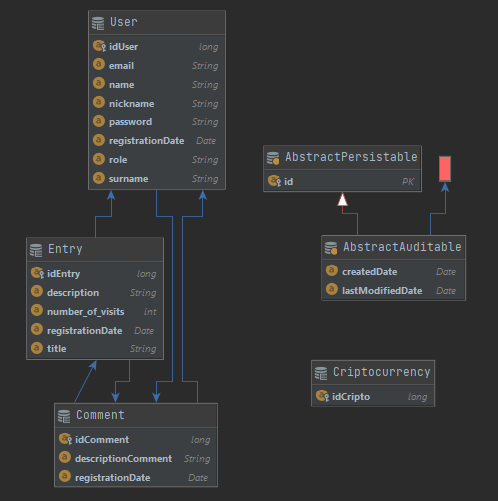 User
idUser long
email String
name String
nickname String
password String
registrationDate Date
role String
surname String
AbstractPersistable
id PK
Entry
idEntry long
description String
number_of_visits int
registrationDate Date
title String
AbstractAuditable
createdDate Date
lastModifiedDate Date
Criptocurrency
idCripto long
Comment
idComment long
descriptionComment String
registrationDate Date